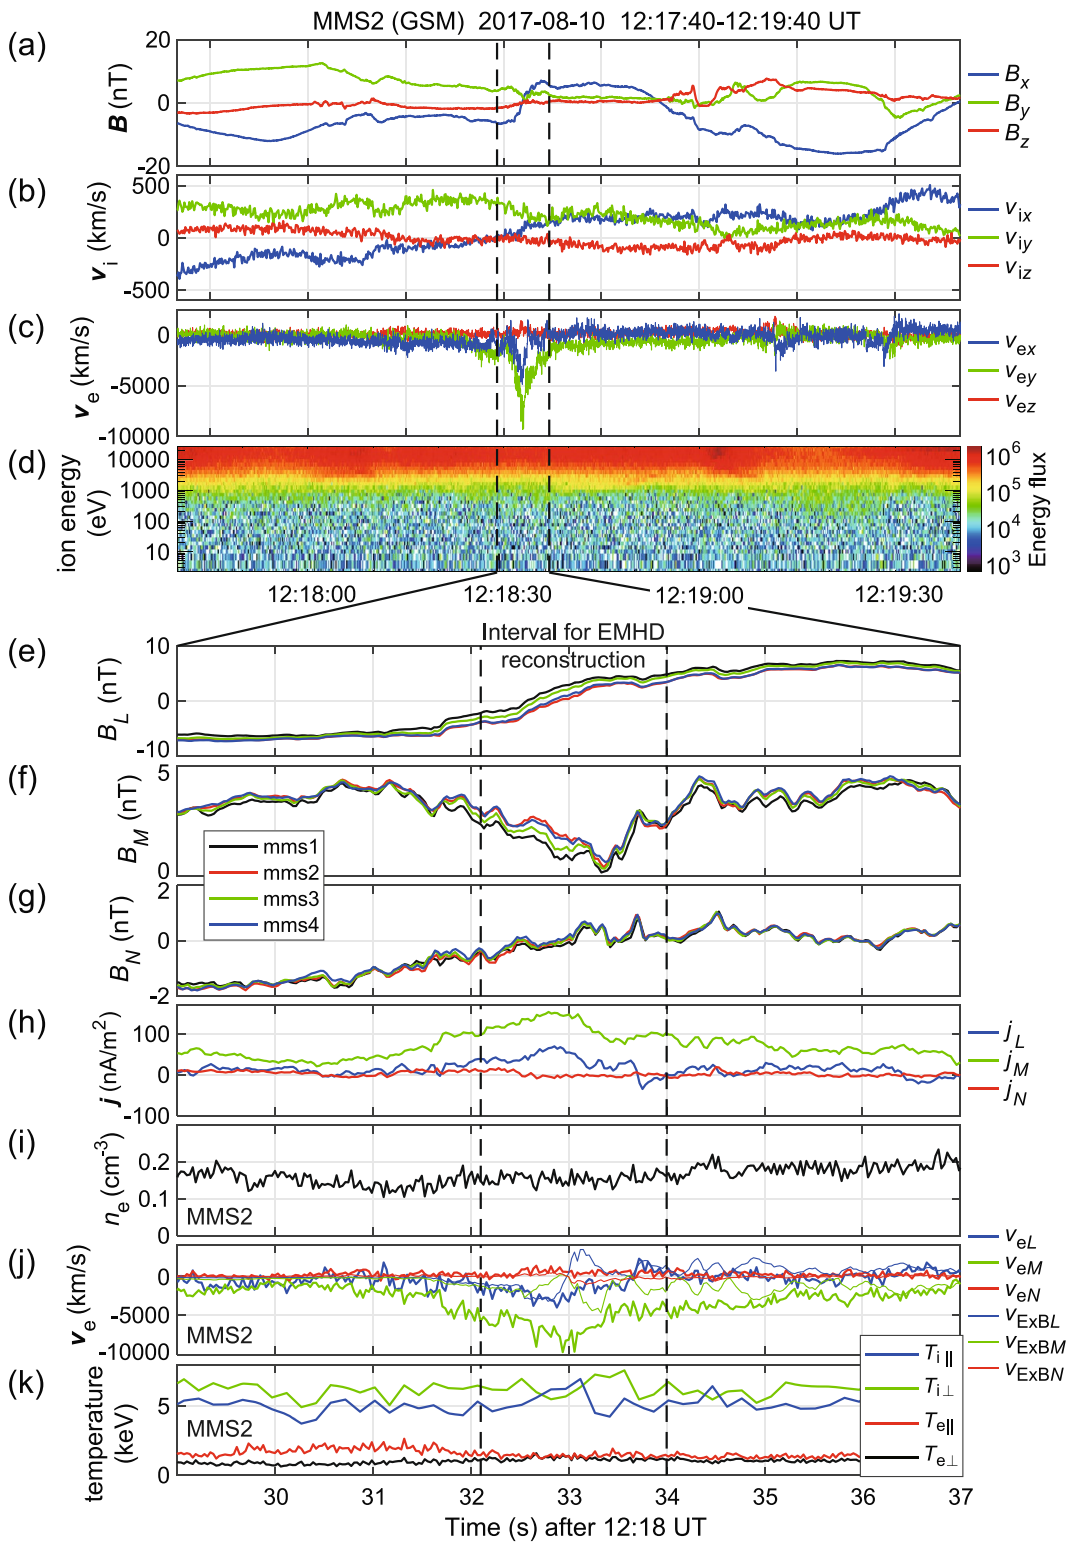 MMS2 (GSM) 2017-08-10 12:17:40-12:19:40 UT
(a)
B (nT)
20
0
-20
Bx
By
Bz
(b)
vi (km/s)
500
0
-500
vix
viy
viz
(c)
ve (km/s)
0
-5000
-10000
vex
vey
vez
(d)
ion energy (eV)
10000
1000
100
10
10^6
10^5
10^4
10^3
Energy flux
12:18:00
12:18:30
12:19:00
12:19:30
Interval for EMHD
reconstruction
(e)
BL (nT)
10
0
-10
(f)
BM (nT)
5
0
mms1
mms2
mms3
mms4
(g)
BN (nT)
2
0
-2
(h)
j (nA/m^2)
100
0
-100
jL
jM
jN
(i)
ne (cm^-3)
0.2
0.1
0
MMS2
(j)
ve (km/s)
0
-5000
-10000
MMS2
veL
veM
veN
vExBL
vExBM
vExBN
(k)
temperature (keV)
5
0
MMS2
Ti||
Ti⊥
Te||
Te⊥
30
31
32
33
34
35
36
37
Time (s) after 12:18 UT